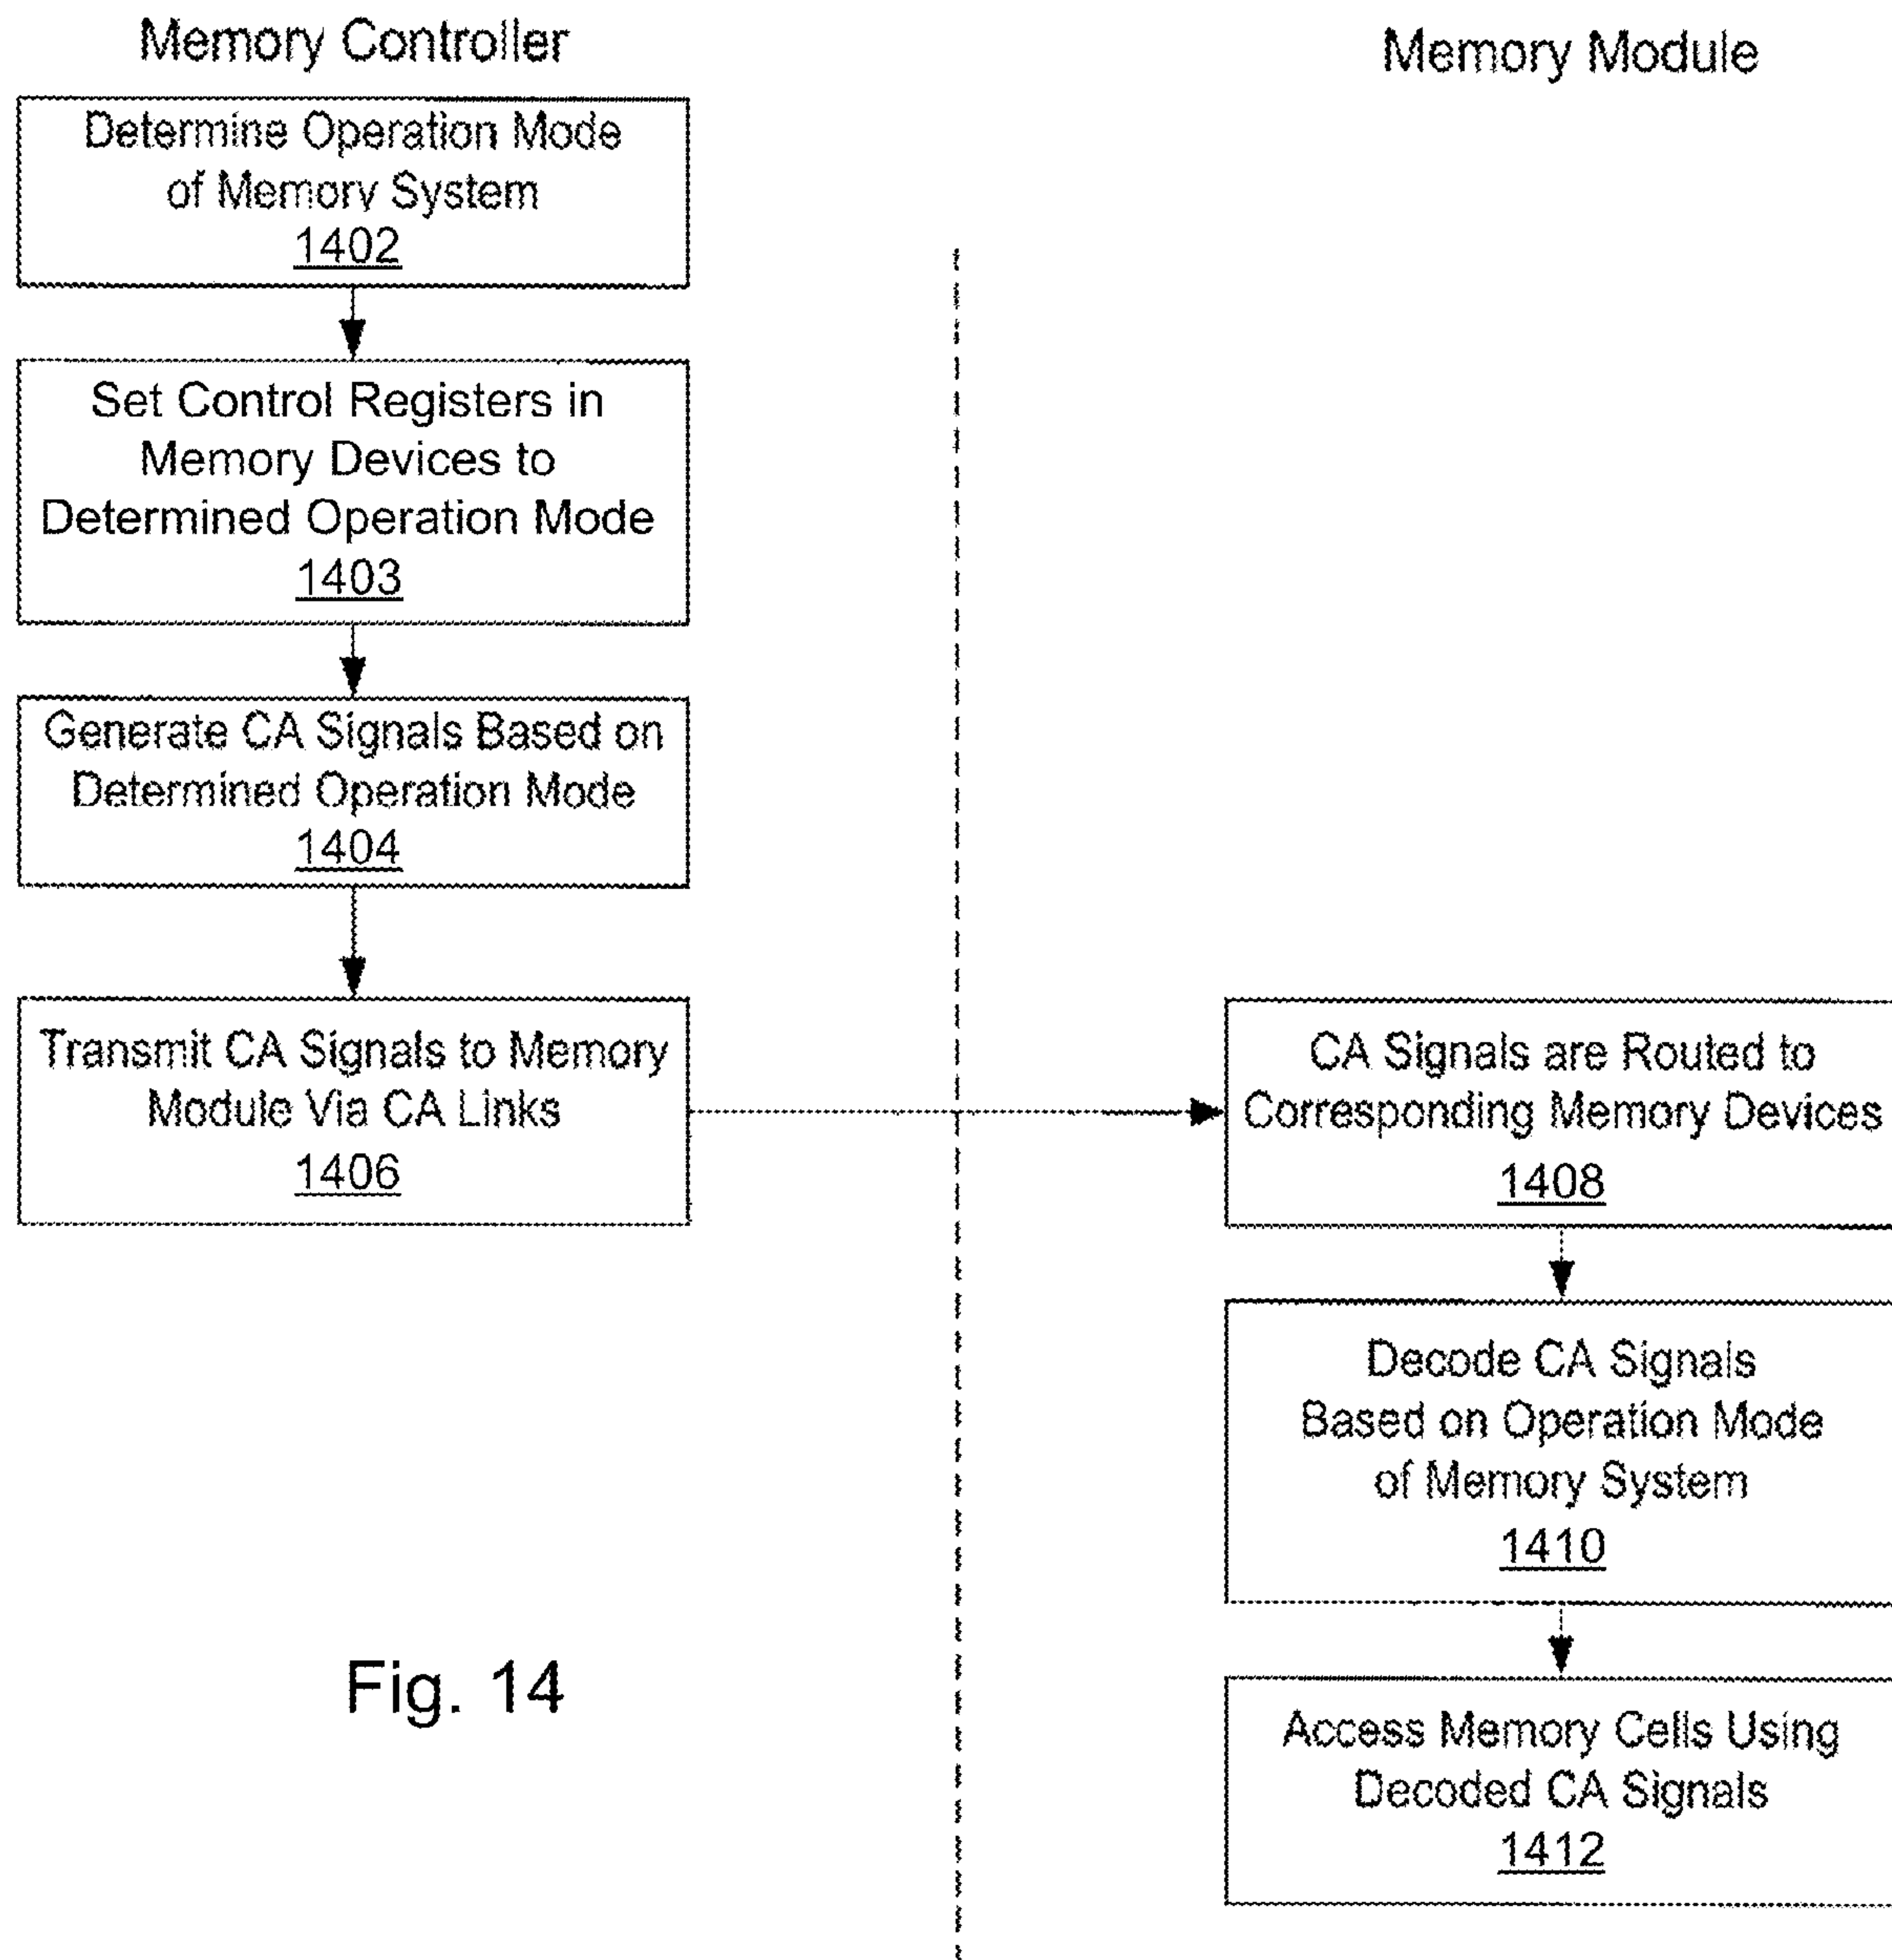 Memory Controller
Determine Operation Mode
of Memory System
1402
Set Control Registers in
Memory Devices to
Determined Operation Mode
1403
Generate CA Signals Based on
Determined Operation Mode
1404
Transmit CA Signals to Memory
Module Via CA Links
1406
Memory Module
CA Signals are Routed to
Corresponding Memory Devices
1408
Decode CA Signals
Based on Operation Mode
of Memory System
1410
Access Memory Cells Using
Decoded CA Signals
1412
Fig. 14